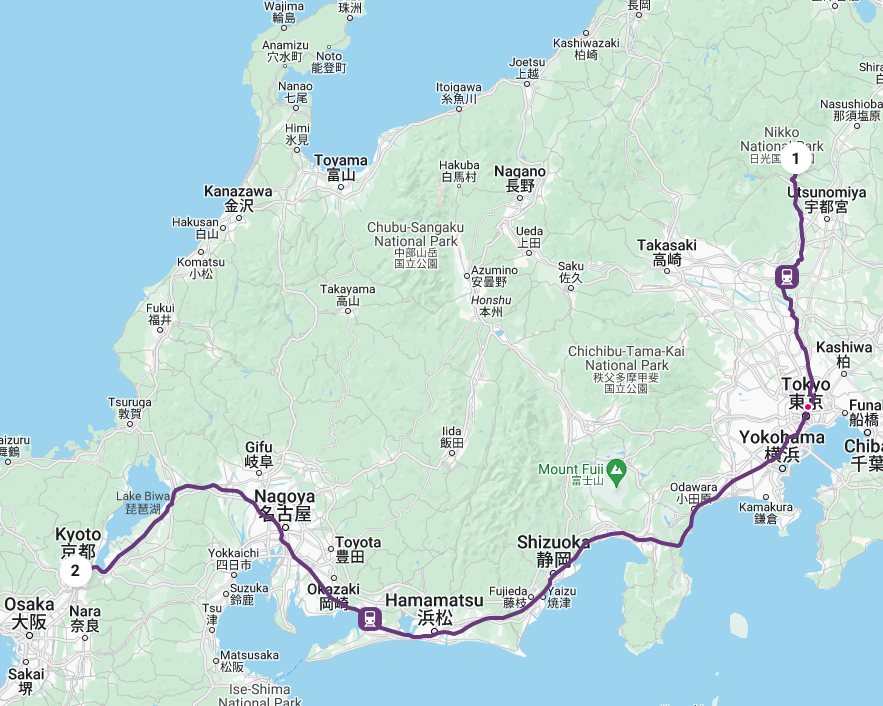 Wajima
輪島
珠洲
長岡
Anamizu
穴水町
Noto
能登町
Kashiwazaki
柏崎
Joetsu
上越
Nanao
七尾
Itoigawa
糸魚川
Nasushioba
那須塩原
Himi
氷見
Nikko
National Park
1
Toyama
富山
Hakuba
白馬村
Nagano
長野
Kanazawa
金沢
Utsunomiya
宇都宮
Hakusan
白山
Chubu-Sangaku
National Park
中部山岳
国立公園
Ueda
上田
Takasaki
高崎
Komatsu
小松
Azumino
安曇野
Saku
佐久
Takayama
高山
Honshu
本州
Fukui
福井
Chichibu-Tama-Kai
National Park
秩父多摩甲斐
国立公園
Kashiwa
柏
Tokyo
東京
Tsuruga
敦賀
Funa
船橋
aizuru
舞鶴
Iida
飯田
Gifu
岐阜
Yokohama
横浜
Chiba
千葉
Mount Fuji
富士山
Lake Biwa
琵琶湖
Nagoya
名古屋
Odawara
小田原
Kamakura
鎌倉
Kyoto
京都
2
Toyota
豊田
Shizuoka
静岡
Yokkaichi
四日市
Suzuka
鈴鹿
Okazaki
岡崎
Fujieda
藤枝
Yaizu
焼津
Osaka
大阪
Nara
奈良
Tsu
津
Hamamatsu
浜松
Matsusaka
松阪
Sakai
堺
Ise-Shima
National Park